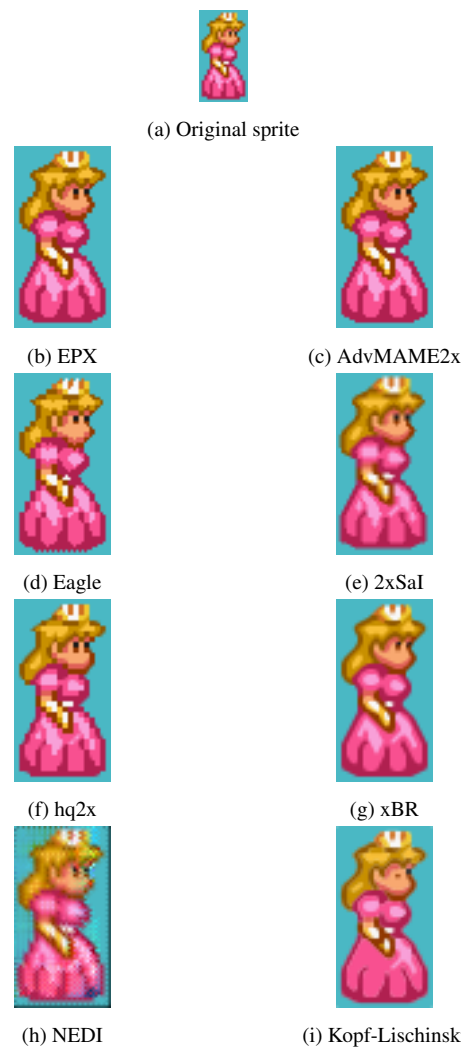 (a) Original sprite
(b) EPX
(c) AdvMAME2x
(d) Eagle
(e) 2xSaI
(f) hq2x
(g) xBR
(h) NEDI
(i) Kopf-Lischinsk